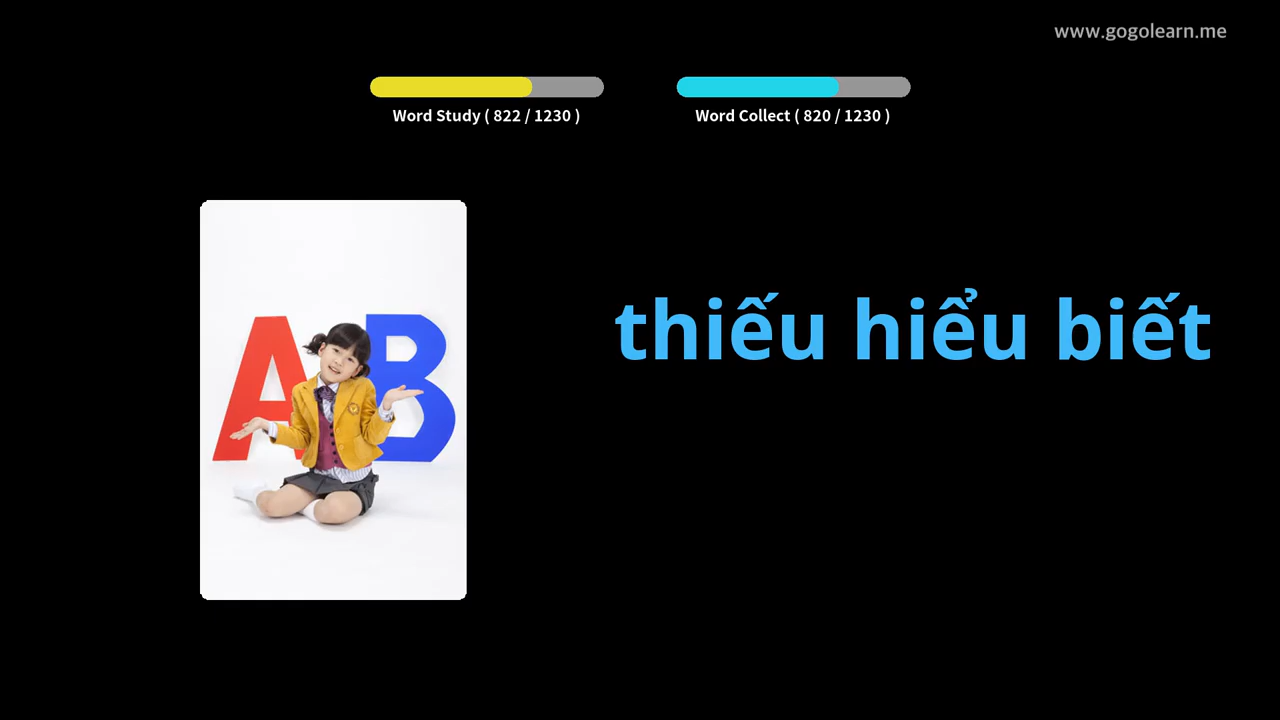 www.gogolearn.me
Word Study ( 822 / 1230 )
Word Collect ( 820 / 1230 )
A B
thiếu hiểu biết